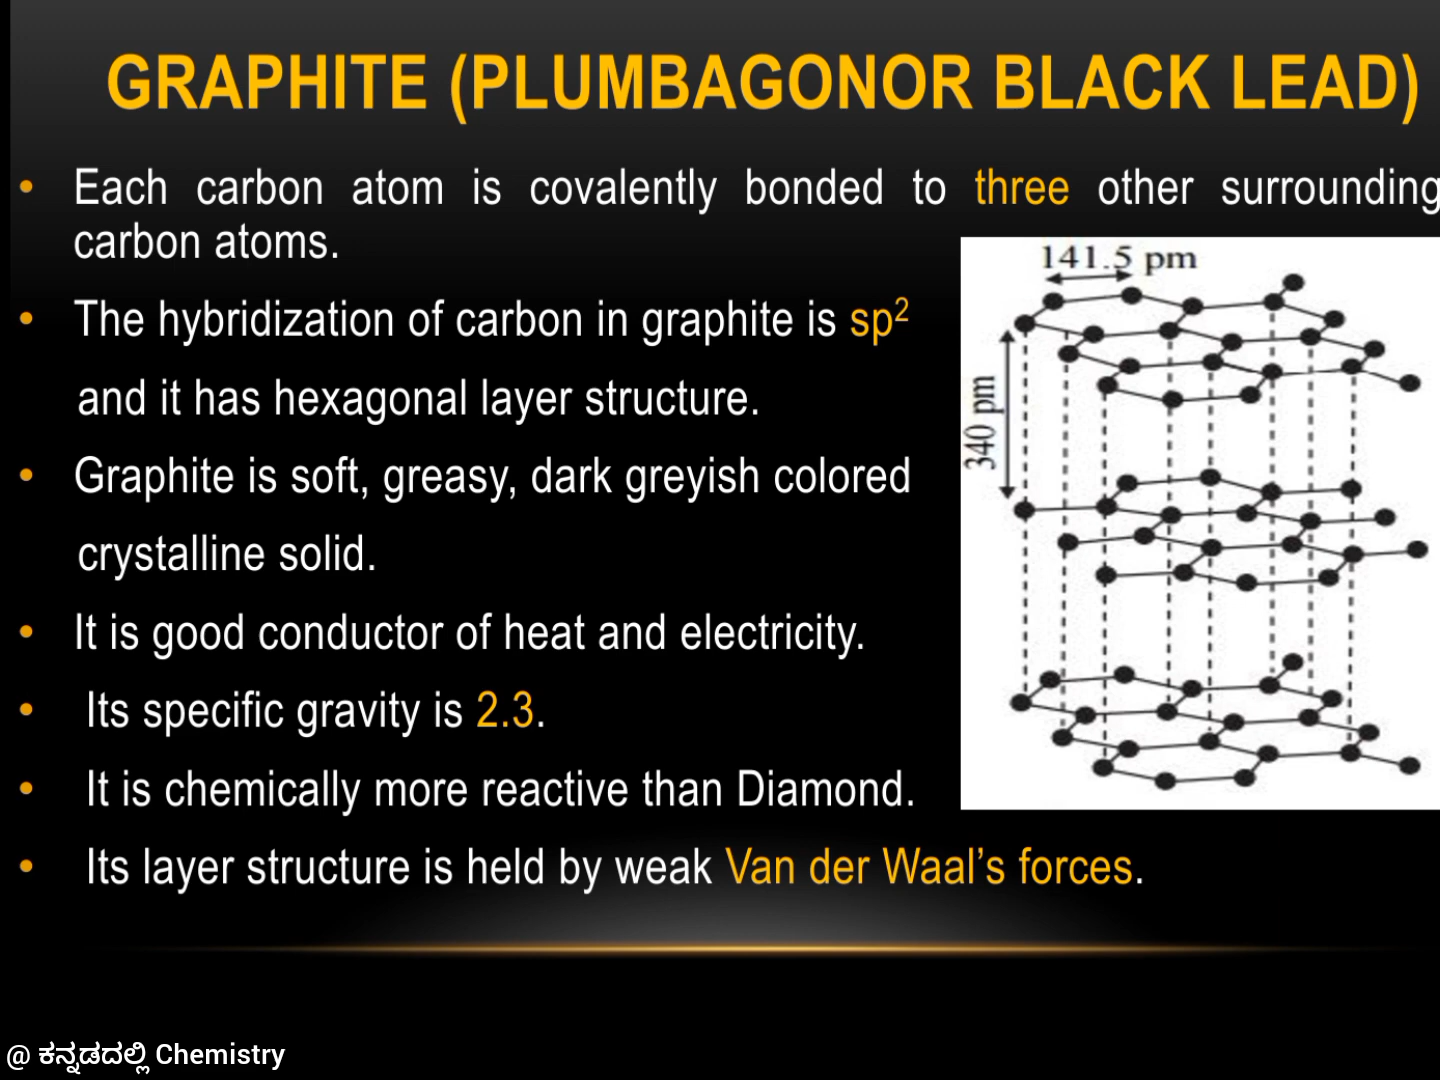 GRAPHITE (PLUMBAGONOR BLACK LEAD)
• Each carbon atom is covalently bonded to three other surrounding
carbon atoms.
141.5 pm
• The hybridization of carbon in graphite is sp²
and it has hexagonal layer structure.
340 pm
• Graphite is soft, greasy, dark greyish colored
crystalline solid.
• It is good conductor of heat and electricity.
• Its specific gravity is 2.3.
• It is chemically more reactive than Diamond.
• Its layer structure is held by weak Van der Waal’s forces.
@ ಕನ್ನಡದಲ್ಲಿ Chemistry